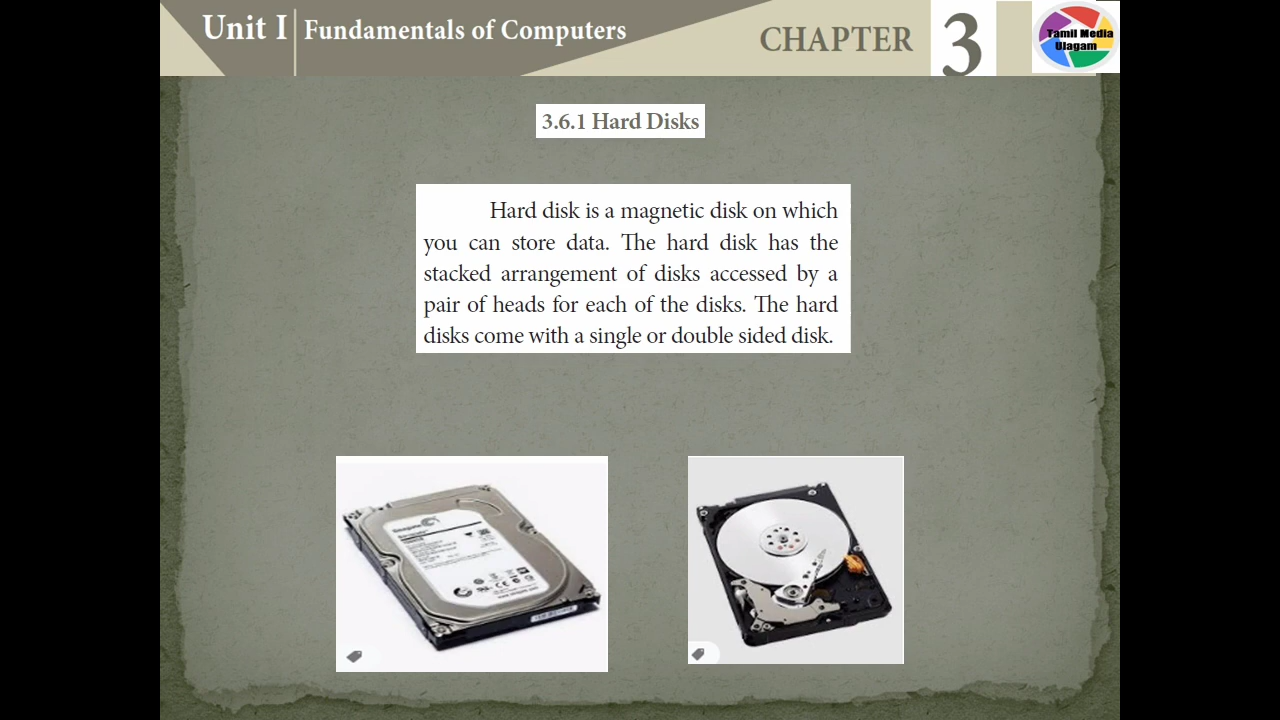 Unit I Fundamentals of Computers
CHAPTER 3
Tamil Media
Ulagam
3.6.1 Hard Disks
Hard disk is a magnetic disk on which
you can store data. The hard disk has the
stacked arrangement of disks accessed by a
pair of heads for each of the disks. The hard
disks come with a single or double sided disk.
Seagate